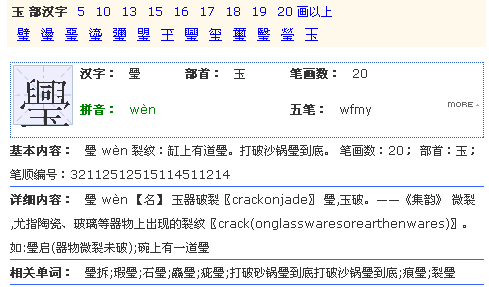 玉 部汉字 5 10 13 15 16 17 18 19 20 画以上
璺
汉字： 璺 部首： 玉 笔画数： 20
拼音： wèn 五笔： wfmy
MORE
基本内容： 璺 wèn 裂纹：缸上有道璺。打破沙锅璺到底。 笔画数：20； 部首：玉；
笔顺编号：32112512515114511214
详细内容： 璺 wèn 【名】 玉器破裂〖crackonjade〗 璺,玉破。——《集韵》 微裂
,尤指陶瓷、玻璃等器物上出现的裂纹〖crack(onglasswaresorearthenwares)〗。
如:璺启(器物微裂未破);碗上有一道璺
相关单词： 璺拆;瑕璺;石璺;璺;疵璺;打破砂锅璺到底打破沙锅璺到底;痕璺;裂璺